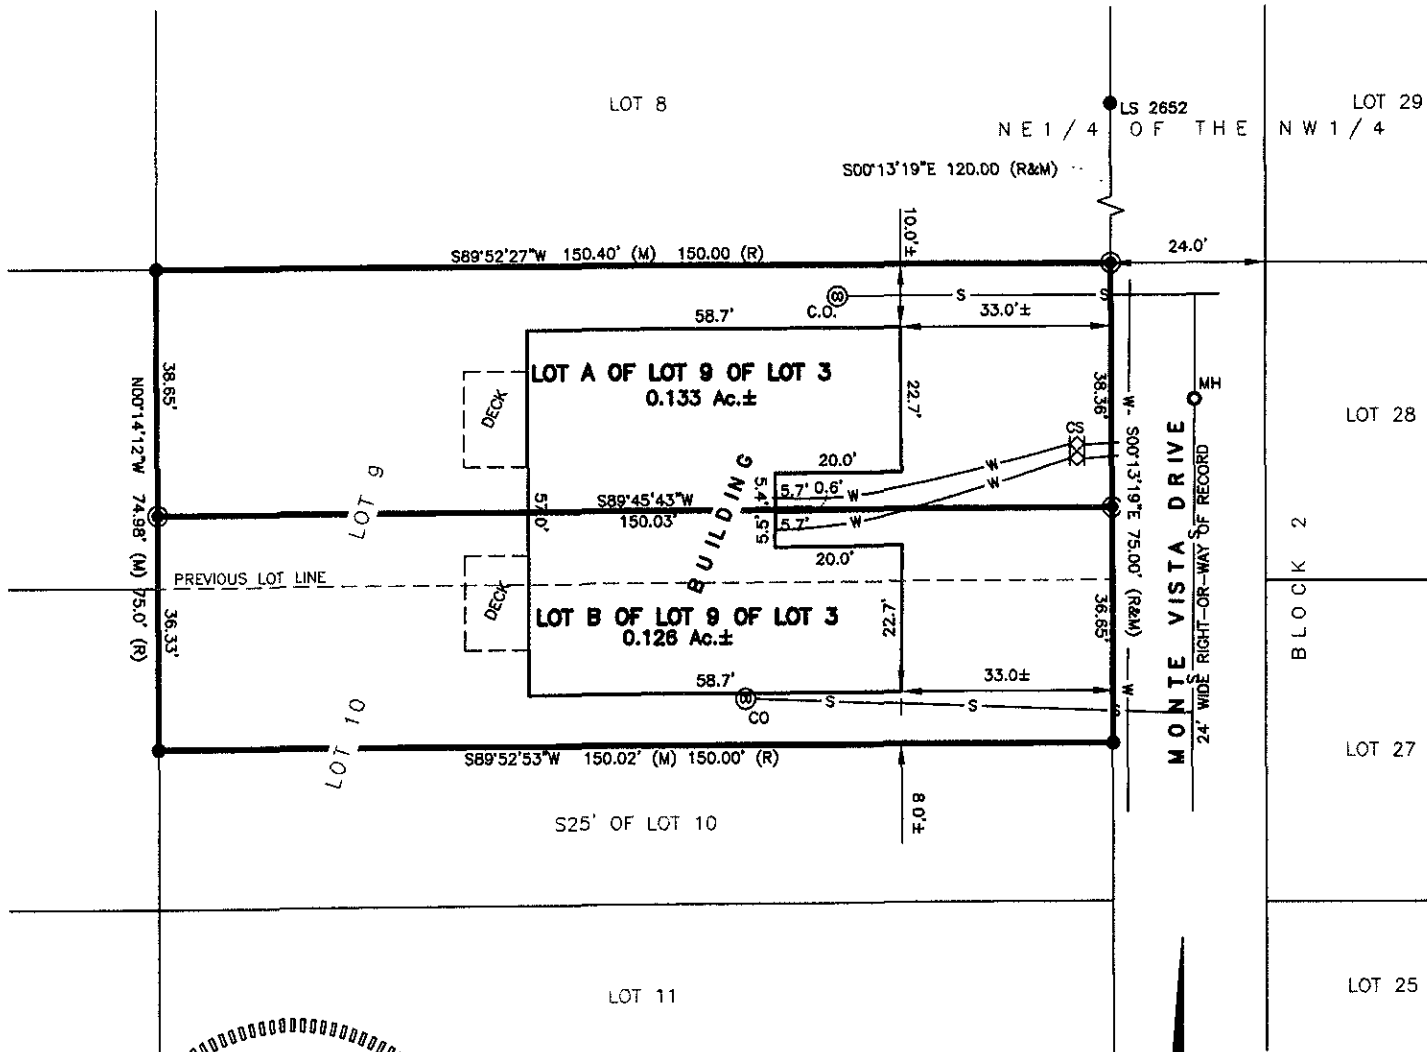 LOT 8
LS 2652
LOT 29
NE1/4 OF THE NW1/4
S00°13'19"E 120.00 (R&M)
10.0'±
24.0'
S89°52'27"W 150.40' (M) 150.00 (R)
C.O.
S
S
58.7'
33.0'±
LOT A OF LOT 9 OF LOT 3
0.133 Ac.±
DECK
22.7'
38.65'
38.36'
MH
LOT 28
CS
W
W
W
W
W
20.0'
5.4'
5.7'
0.6'
LOT 9
S89°45'43"W
150.03'
57.0'
BUILDING
5.5'
5.7'
20.0'
N00°14'12"W 74.98' (M) 75.0' (R)
S00°13'19"E 75.00' (R&M)
MONTE VISTA DRIVE
24' WIDE RIGHT-OR-WAY OF RECORD
S
S
BLOCK 2
PREVIOUS LOT LINE
DECK
LOT B OF LOT 9 OF LOT 3
0.126 Ac.±
22.7'
36.33'
36.65'
58.7'
33.0±
W
CO
S
S
S
LOT 10
S89°52'53"W 150.02' (M) 150.00' (R)
LOT 27
8.0'±
S25' OF LOT 10
LOT 11
LOT 25